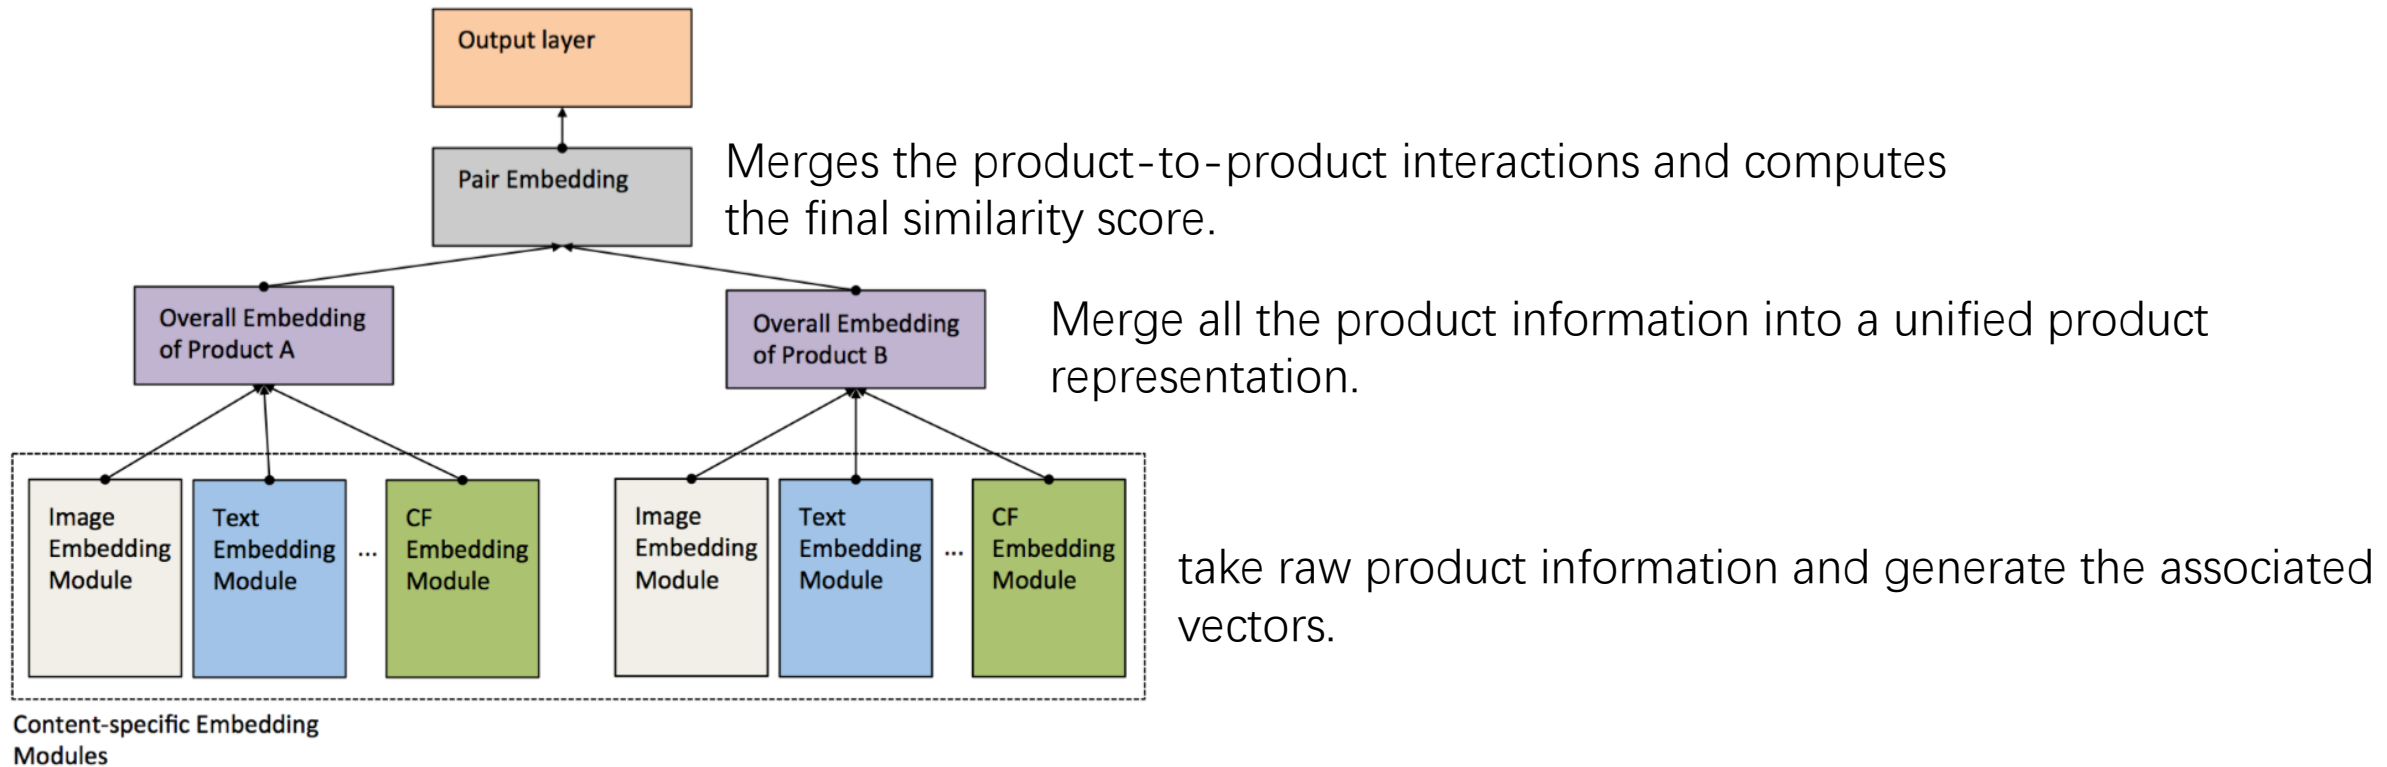 Output layer
Pair Embedding
Merges the product-to-product interactions and computes
the final similarity score.
Overall Embedding
of Product A
Overall Embedding
of Product B
Merge all the product information into a unified product
representation.
Image
Embedding
Module
Text
Embedding
Module
...
CF
Embedding
Module
Image
Embedding
Module
Text
Embedding
Module
...
CF
Embedding
Module
take raw product information and generate the associated
vectors.
Content-specific Embedding
Modules